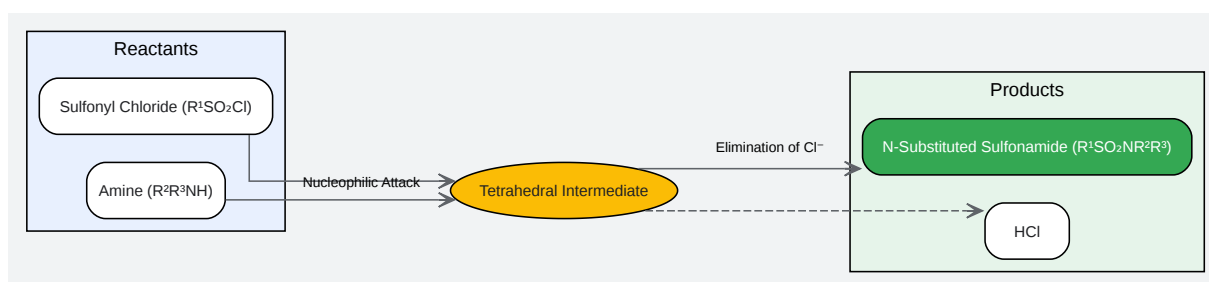 Reactants
Sulfonyl Chloride (R¹SO₂Cl)
Amine (R²R³NH)
Nucleophilic Attack
Tetrahedral Intermediate
Elimination of Cl⁻
Products
N-Substituted Sulfonamide (R¹SO₂NR²R³)
HCl